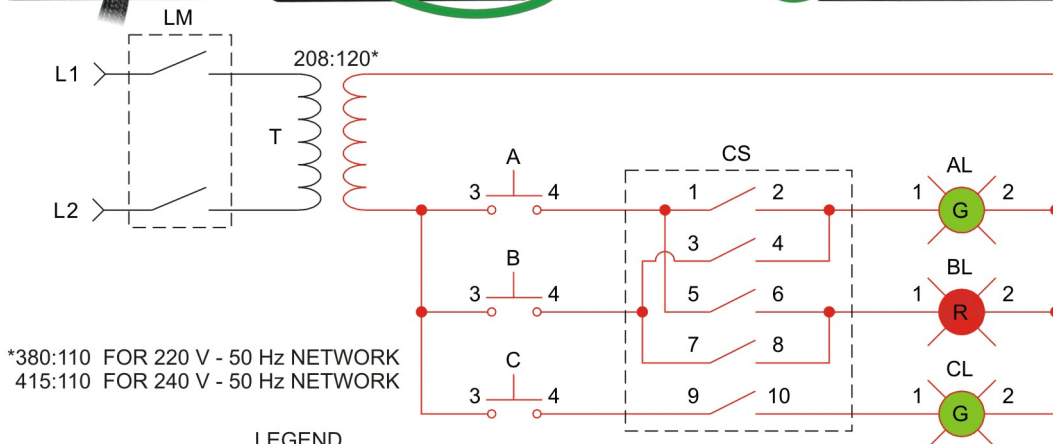 LM
L1
208:120*
T
L2
A
3 4
CS
1 2
AL
1 G 2
3 4
B
3 4
5 6
BL
1 R 2
7 8
C
3 4
9 10
CL
1 G 2
*380:110 FOR 220 V - 50 Hz NETWORK
415:110 FOR 240 V - 50 Hz NETWORK
LEGEND